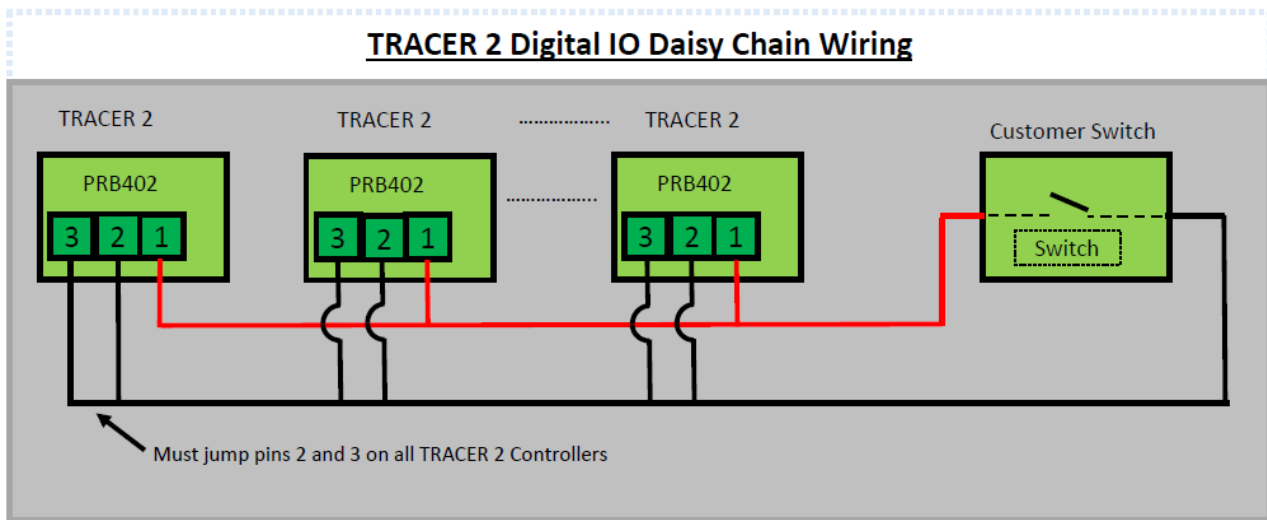 TRACER 2 Digital IO Daisy Chain Wiring
TRACER 2
TRACER 2
..................
TRACER 2
Customer Switch
PRB402
PRB402
..................
PRB402
3 2 1
3 2 1
3 2 1
Switch
Must jump pins 2 and 3 on all TRACER 2 Controllers